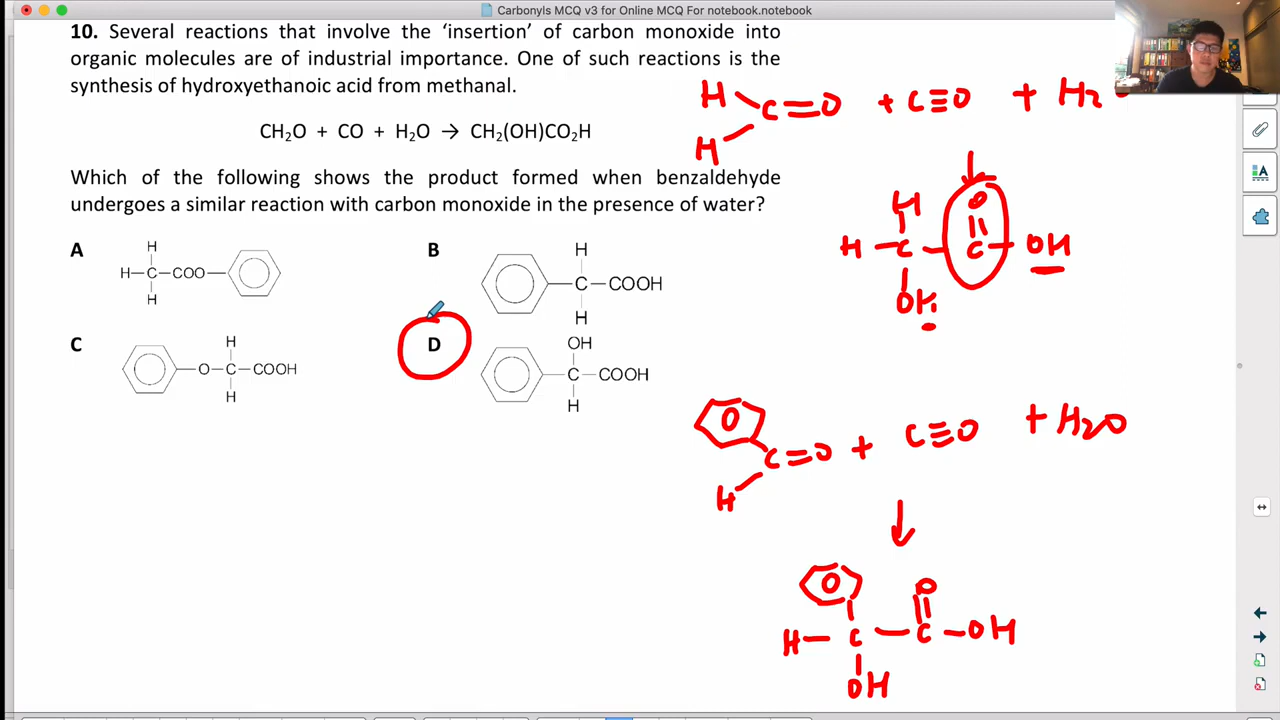 Carbonyls MCQ v3 for Online MCQ For notebook.notebook
10. Several reactions that involve the ‘insertion’ of carbon monoxide into
organic molecules are of industrial importance. One of such reactions is the
synthesis of hydroxyethanoic acid from methanal.
CH₂O + CO + H₂O → CH₂(OH)CO₂H
Which of the following shows the product formed when benzaldehyde
undergoes a similar reaction with carbon monoxide in the presence of water?
A
H
H–C–COO–
H
B
H
–C–COOH
H
C
H
–O–C–COOH
H
D
OH
–C–COOH
H
H
C=O + C≡O + H₂
H
H O
H–C–C–OH
OH
C=O + C≡O + H₂O
H
O
H–C–C–OH
OH